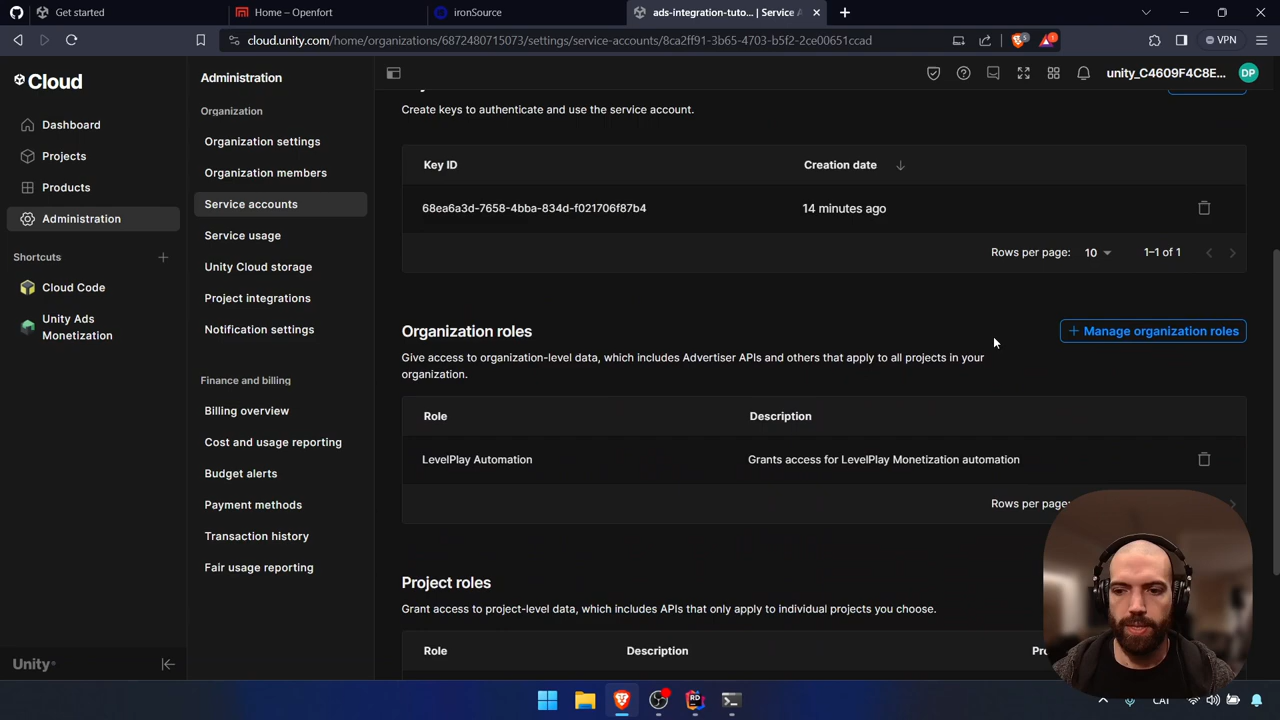 Get started
Home – Openfort
ironSource
ads-integration-tuto... | Service A
cloud.unity.com/home/organizations/6872480715073/settings/service-accounts/8ca2ff91-3b65-4703-b5f2-2ce00651ccad
5
1
VPN
Cloud
Administration
unity_C4609F4C8E...
DP
Organization
Create keys to authenticate and use the service account.
Dashboard
Organization settings
Projects
Key ID
Creation date
Organization members
Products
Service accounts
68ea6a3d-7658-4bba-834d-f021706f87b4
14 minutes ago
Administration
Service usage
Shortcuts
Rows per page:
10
1–1 of 1
Unity Cloud storage
Cloud Code
Project integrations
Unity Ads
Monetization
Notification settings
Organization roles
Manage organization roles
Give access to organization-level data, which includes Advertiser APIs and others that apply to all projects in your
organization.
Finance and billing
Billing overview
Role
Description
Cost and usage reporting
LevelPlay Automation
Grants access for LevelPlay Monetization automation
Budget alerts
Payment methods
Rows per page:
Transaction history
Fair usage reporting
Project roles
Grant access to project-level data, which includes APIs that only apply to individual projects you choose.
Role
Description
Unity
RD
CAT